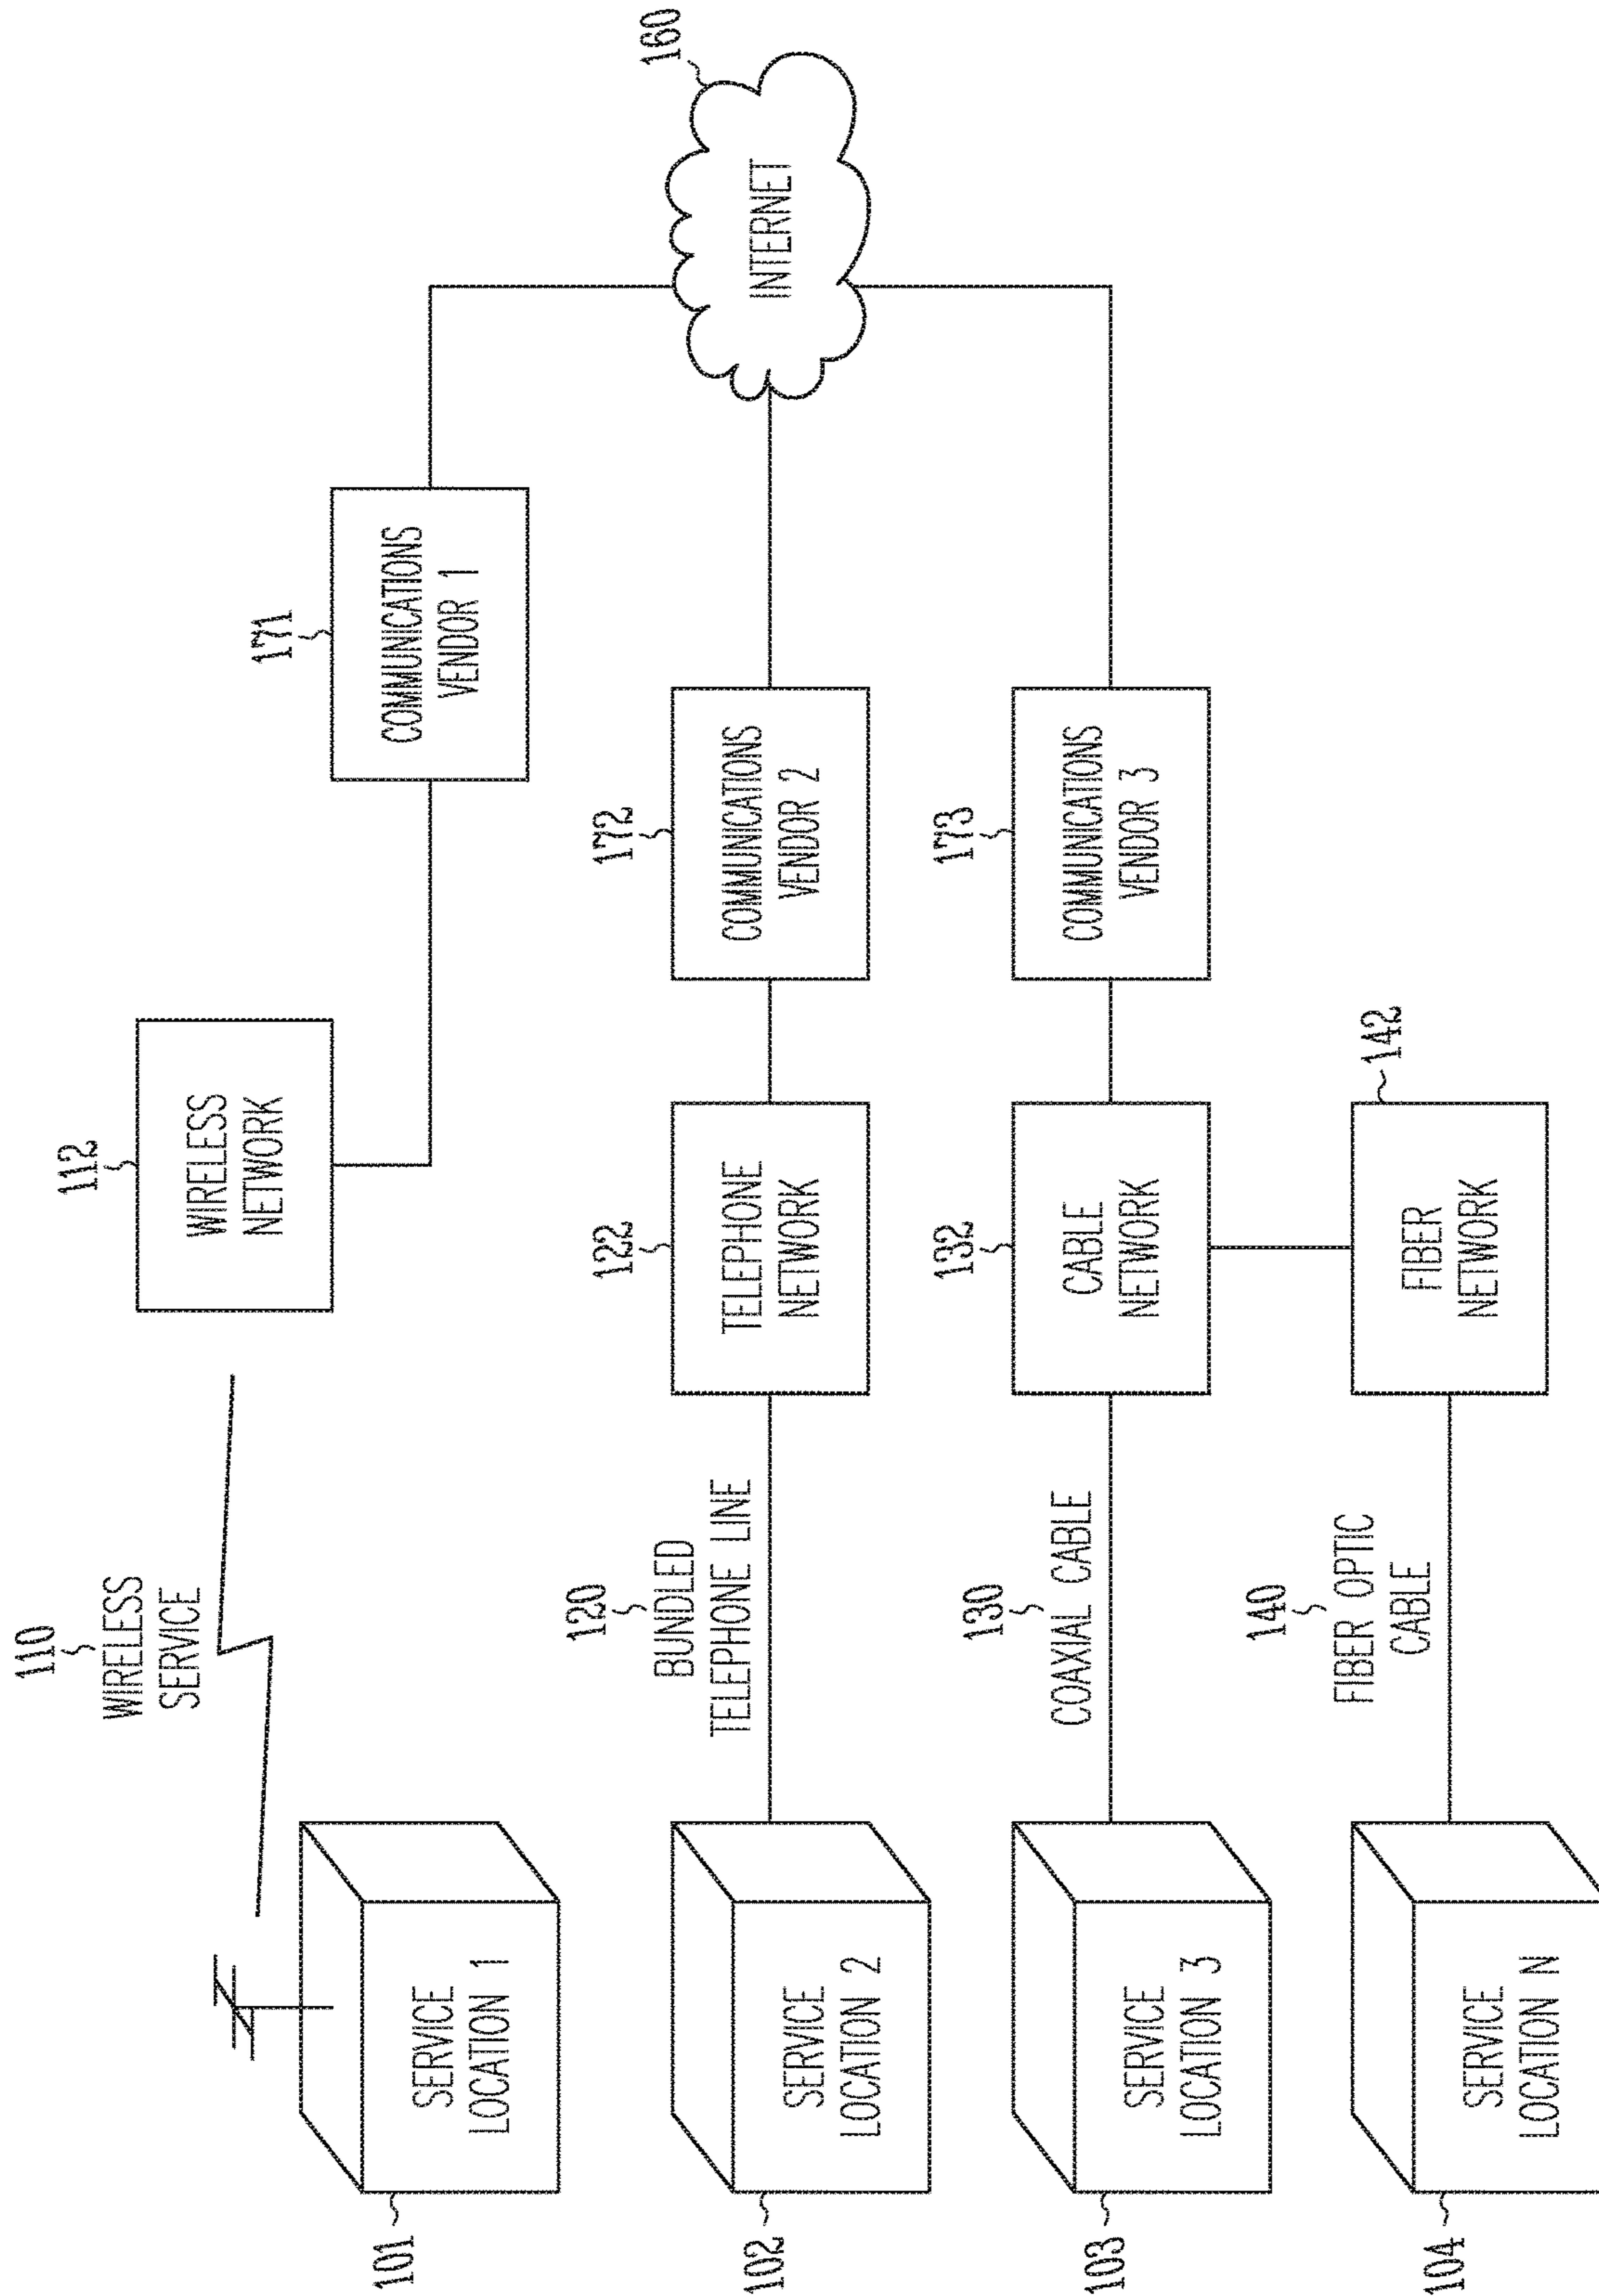 110
WIRELESS
SERVICE
112
WIRELESS
NETWORK
171
COMMUNICATIONS
VENDOR 1
160
INTERNET
101
SERVICE
LOCATION 1
120
BUNDLED
TELEPHONE LINE
122
TELEPHONE
NETWORK
172
COMMUNICATIONS
VENDOR 2
102
SERVICE
LOCATION 2
130
COAXIAL CABLE
132
CABLE
NETWORK
173
COMMUNICATIONS
VENDOR 3
103
SERVICE
LOCATION 3
140
FIBER OPTIC
CABLE
142
FIBER
NETWORK
104
SERVICE
LOCATION N